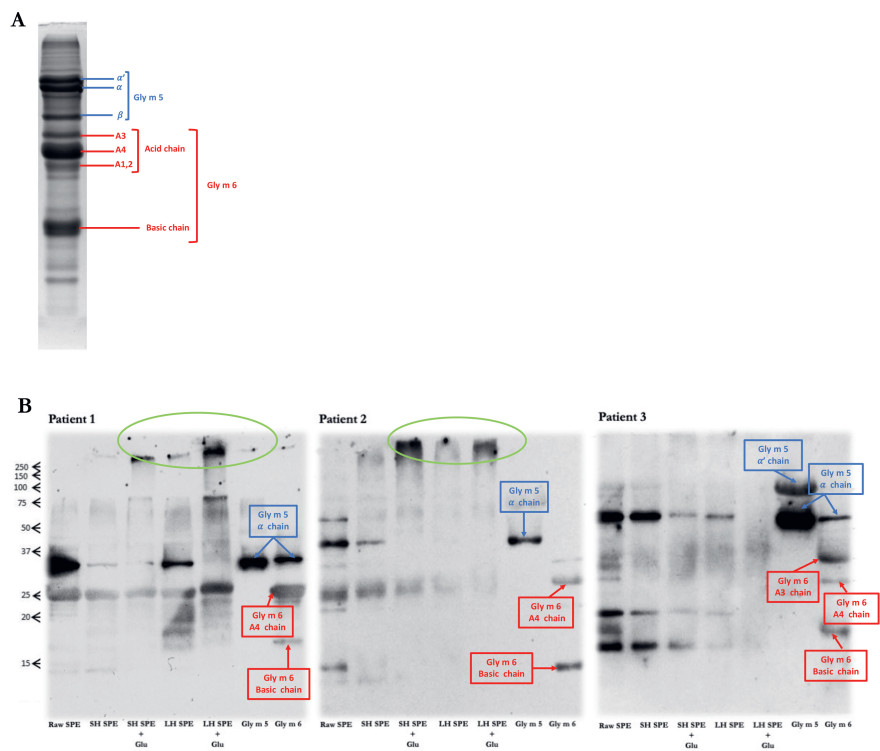 A
α'
α
Gly m 5
β
A3
A4
Acid chain
A1,2
Gly m 6
Basic chain
B
Patient 1
250
150
100
75
50
37
25
20
15
Gly m 5
α chain
Gly m 6
A4 chain
Gly m 6
Basic chain
Raw SPE
SH SPE
SH SPE
+
Glu
LH SPE
LH SPE
+
Glu
Gly m 5
Gly m 6
Patient 2
Gly m 5
α chain
Gly m 6
A4 chain
Gly m 6
Basic chain
Raw SPE
SH SPE
SH SPE
+
Glu
LH SPE
LH SPE
+
Glu
Gly m 5
Gly m 6
Patient 3
Gly m 5
α' chain
Gly m 5
α chain
Gly m 6
A3 chain
Gly m 6
A4 chain
Gly m 6
Basic chain
Raw SPE
SH SPE
SH SPE
+
Glu
LH SPE
LH SPE
+
Glu
Gly m 5
Gly m 6